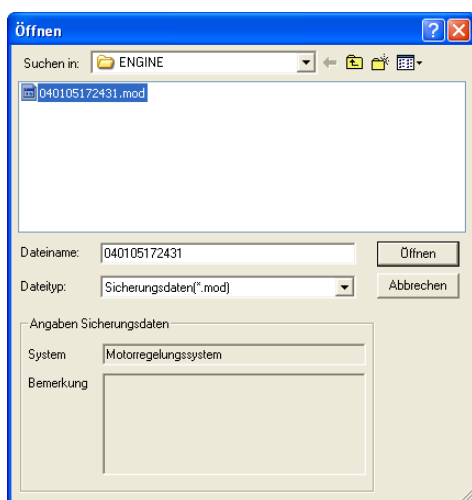 Öffnen
Suchen in: ENGINE
040105172431.mod
Dateiname: 040105172431 Öffnen
Dateityp: Sicherungsdaten(*.mod) Abbrechen
Angaben Sicherungsdaten
System Motorregelungssystem
Bemerkung